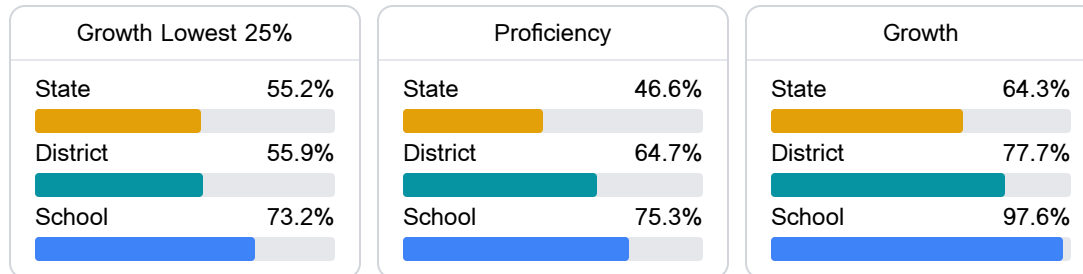 Growth Lowest 25%
State 55.2%
District 55.9%
School 73.2%
Proficiency
State 46.6%
District 64.7%
School 75.3%
Growth
State 64.3%
District 77.7%
School 97.6%